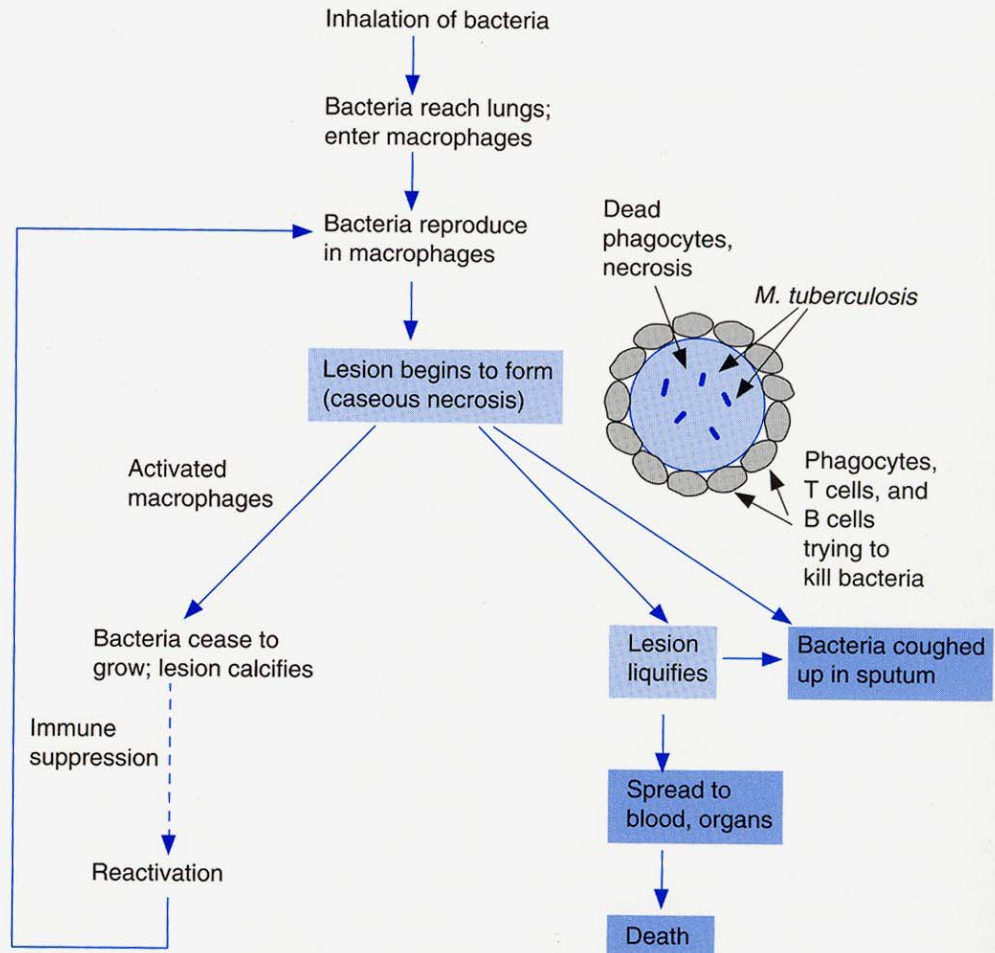 Inhalation of bacteria
Bacteria reach lungs;
enter macrophages
Bacteria reproduce
in macrophages
Dead
phagocytes,
necrosis
M. tuberculosis
Lesion begins to form
(caseous necrosis)
Activated
macrophages
Phagocytes,
T cells, and
B cells
trying to
kill bacteria
Bacteria cease to
grow; lesion calcifies
Lesion
liquifies
Bacteria coughed
up in sputum
Immune
suppression
Spread to
blood, organs
Reactivation
Death